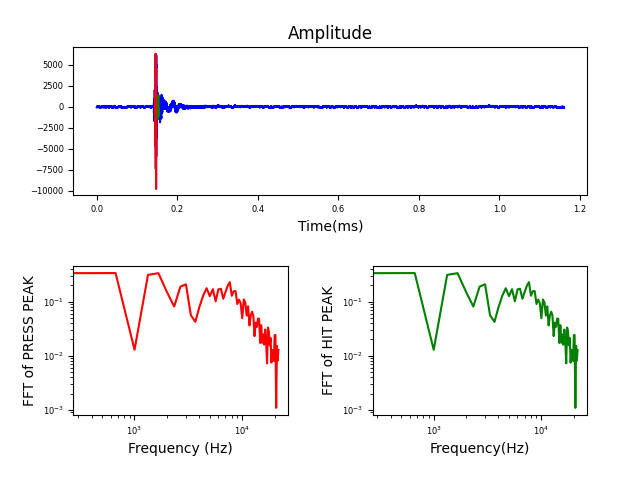 Amplitude
5000
2500
0
−2500
−5000
−7500
−10000
0.0 0.2 0.4 0.6 0.8 1.0 1.2
Time(ms)
FFT of PRESS PEAK
10⁻¹
10⁻²
10⁻³
10³ 10⁴
Frequency (Hz)
FFT of HIT PEAK
10⁻¹
10⁻²
10⁻³
10³ 10⁴
Frequency(Hz)